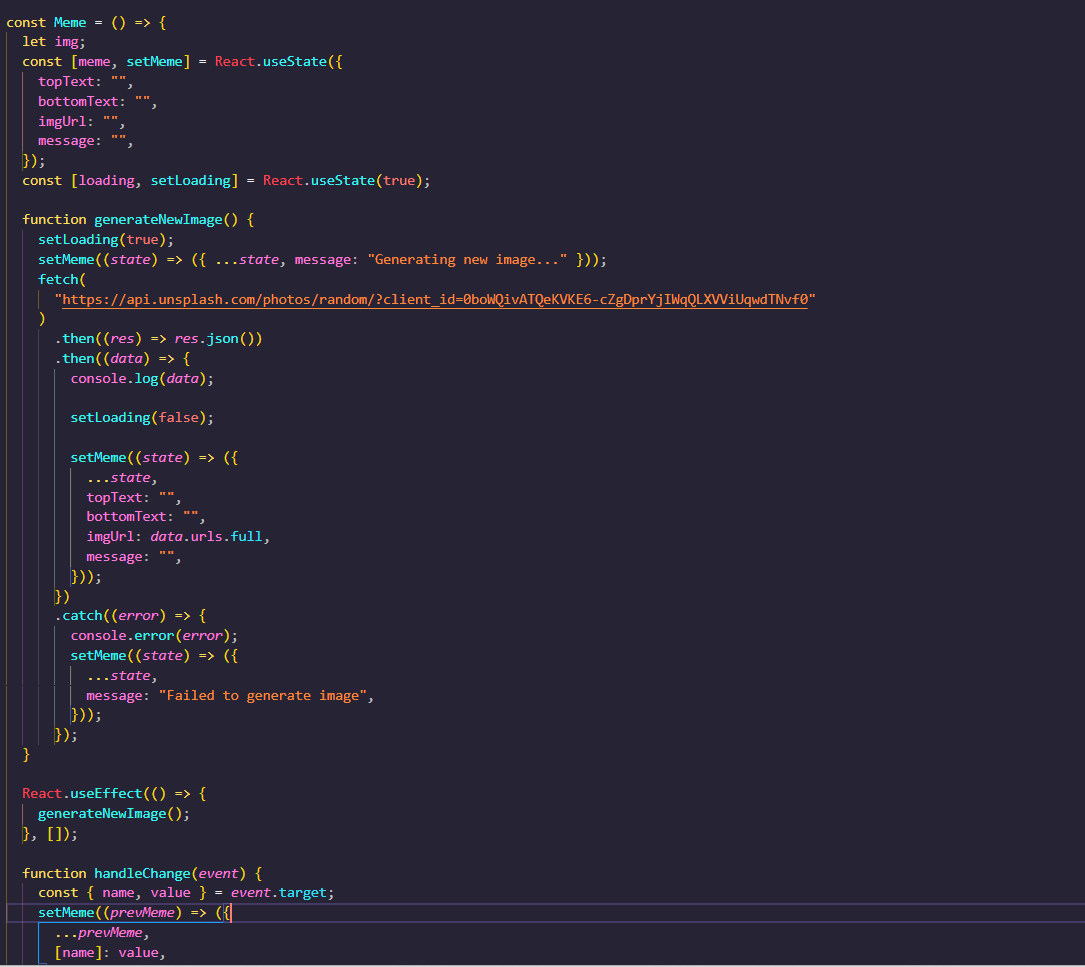 const Meme = () => {
let img;
const [meme, setMeme] = React.useState({
topText: "",
bottomText: "",
imgUrl: "",
message: "",
});
const [loading, setLoading] = React.useState(true);
function generateNewImage() {
setLoading(true);
setMeme((state) => ({ ...state, message: "Generating new image..." }));
fetch(
"https://api.unsplash.com/photos/random/?client_id=0boWQivATQeKVKE6-cZgDprYjIWqQLXVViUqwdTNvf0"
)
.then((res) => res.json())
.then((data) => {
console.log(data);
setLoading(false);
setMeme((state) => ({
...state,
topText: "",
bottomText: "",
imgUrl: data.urls.full,
message: "",
}));
})
.catch((error) => {
console.error(error);
setMeme((state) => ({
...state,
message: "Failed to generate image",
}));
});
}
React.useEffect(() => {
generateNewImage();
}, []);
function handleChange(event) {
const { name, value } = event.target;
setMeme((prevMeme) => ({
...prevMeme,
[name]: value,